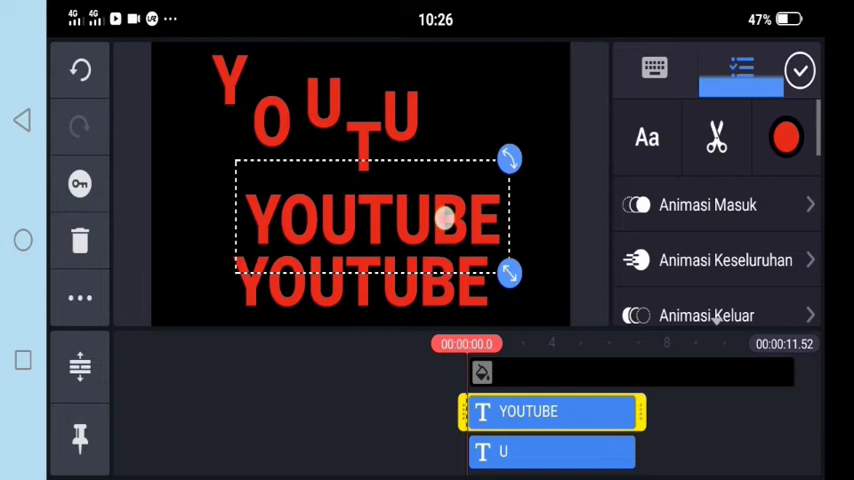 4G 4G 10:26 47%
Y
O
U
T
U
YOUTUBE
YOUTUBE
Aa
Animasi Masuk
Animasi Keseluruhan
Animasi Keluar
00:00:00.0 4 8 00:00:11.52
T YOUTUBE
T U